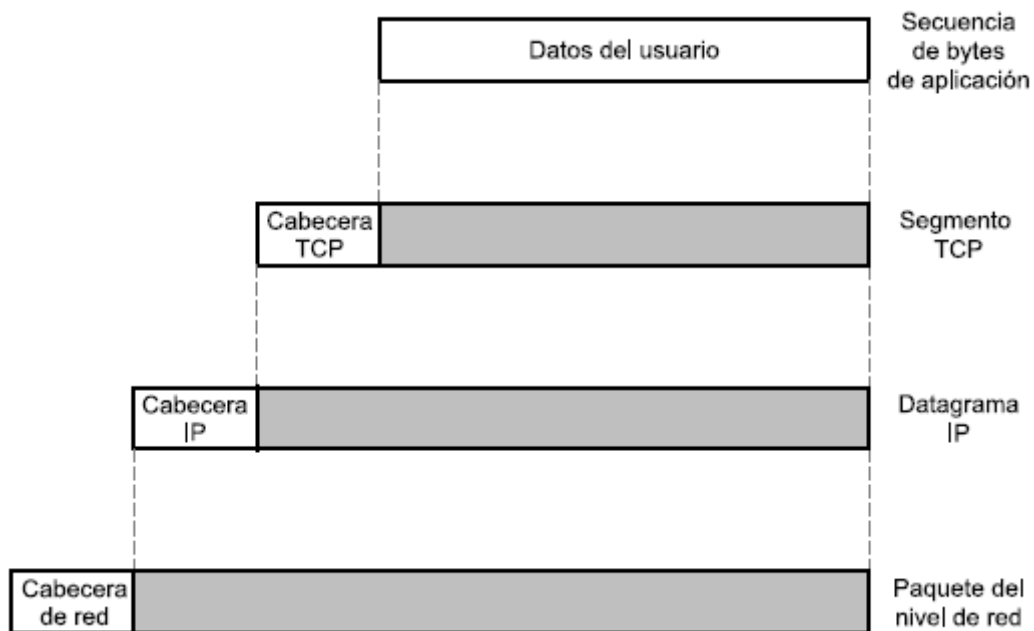 Datos del usuario
Secuencia
de bytes
de aplicación
Cabecera
TCP
Segmento
TCP
Cabecera
IP
Datagrama
IP
Cabecera
de red
Paquete del
nivel de red